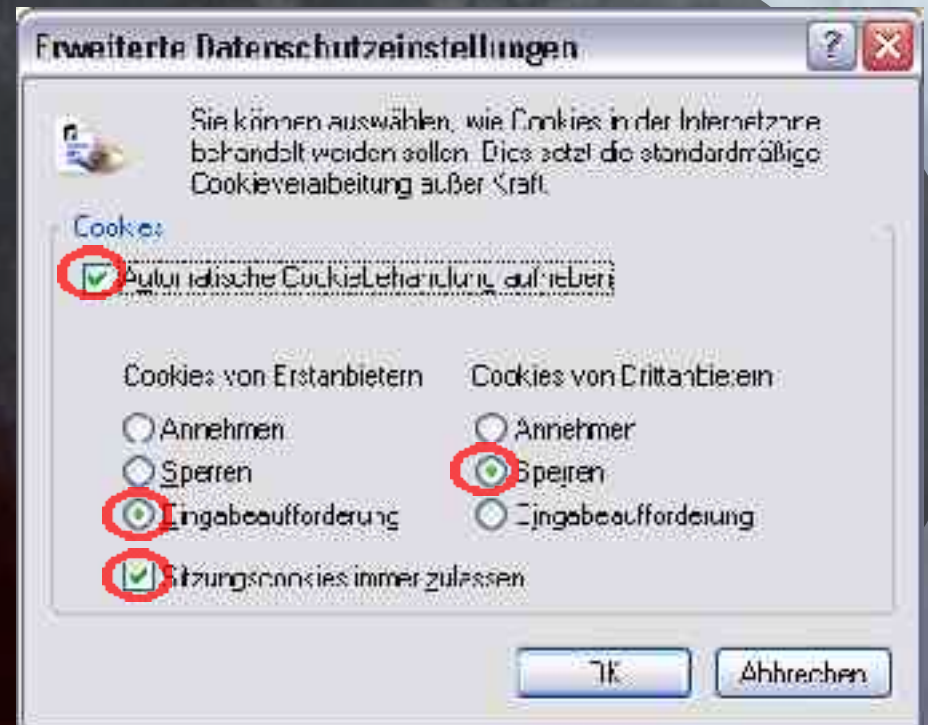 Erweiterte Datenschutzeinstellungen
Sie können auswählen, wie Cookies in der Internetzone
behandelt werden sollen. Dies setzt die standardmäßige
Cookieverarbeitung außer Kraft.
Cookies
Automatische Cookiebehandlung aufheben
Cookies von Erstanbietern Cookies von Drittanbietern
Annehmen Annehmen
Sperren Sperren
Eingabeaufforderung Eingabeaufforderung
Sitzungscookies immer zulassen
OK Abbrechen